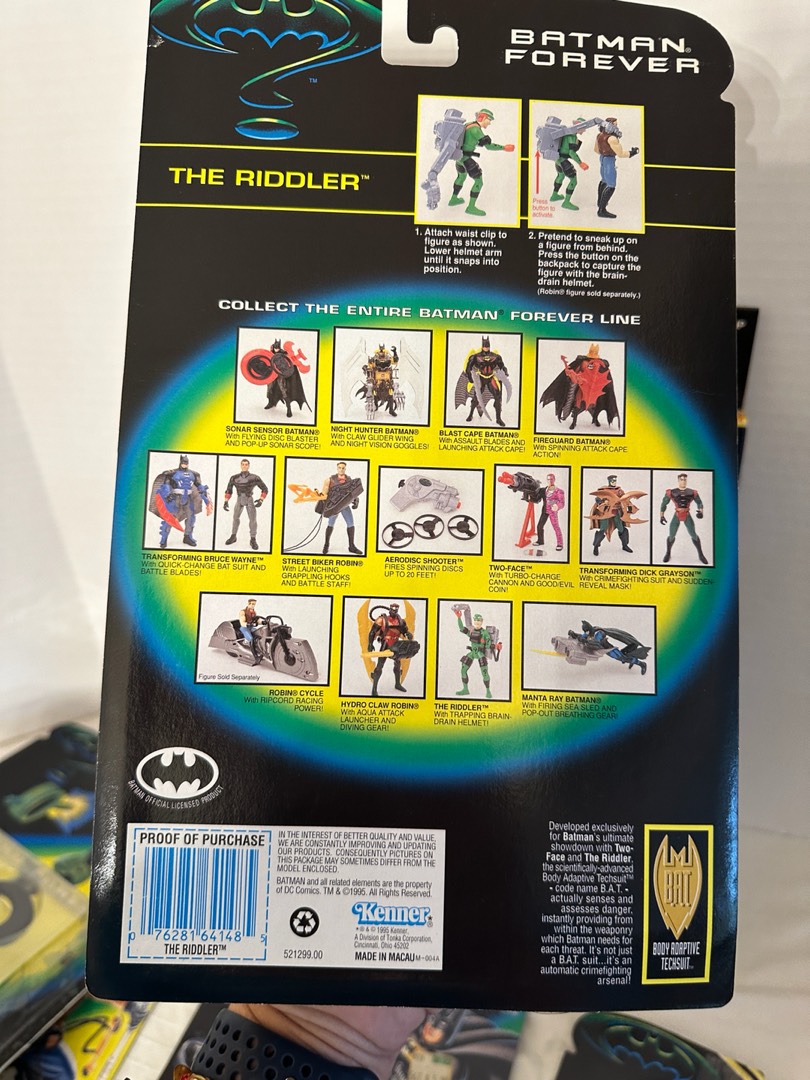 BATMAN®
FOREVER
™
THE RIDDLER™
Press
button to
activate.
1. Attach waist clip to
figure as shown.
Lower helmet arm
until it snaps into
position.
2. Pretend to sneak up on
a figure from behind.
Press the button on the
backpack to capture the
figure with the brain-
drain helmet.
(Robin® figure sold separately.)
COLLECT THE ENTIRE BATMAN® FOREVER LINE
SONAR SENSOR BATMAN®
With FLYING DISC BLASTER
AND POP-UP SONAR SCOPE!
NIGHT HUNTER BATMAN®
With CLAW GLIDER WING
AND NIGHT VISION GOGGLES!
BLAST CAPE BATMAN®
With ASSAULT BLADES AND
LAUNCHING ATTACK CAPE!
FIREGUARD BATMAN®
With SPINNING ATTACK CAPE
ACTION!
TRANSFORMING BRUCE WAYNE™
With QUICK-CHANGE BAT SUIT AND
BATTLE BLADES!
STREET BIKER ROBIN®
With LAUNCHING
GRAPPLING HOOKS
AND BATTLE STAFF!
AERODISC SHOOTER™
FIRES SPINNING DISCS
UP TO 20 FEET!
TWO-FACE™
With TURBO-CHARGE
CANNON AND GOOD/EVIL
COIN!
TRANSFORMING DICK GRAYSON™
With CRIMEFIGHTING SUIT AND SUDDEN-
REVEAL MASK!
Figure Sold Separately
ROBIN® CYCLE
With RIPCORD RACING
POWER!
HYDRO CLAW ROBIN®
With AQUA ATTACK
LAUNCHER AND
DIVING GEAR!
THE RIDDLER™
With TRAPPING BRAIN-
DRAIN HELMET!
MANTA RAY BATMAN®
With FIRING SEA SLED AND
POP-OUT BREATHING GEAR!
BATMAN OFFICIAL LICENSED PRODUCT
PROOF OF PURCHASE
0 76281 64148 5
THE RIDDLER™
IN THE INTEREST OF BETTER QUALITY AND VALUE,
WE ARE CONSTANTLY IMPROVING AND UPDATING
OUR PRODUCTS. CONSEQUENTLY PICTURES ON
THIS PACKAGE MAY SOMETIMES DIFFER FROM THE
MODEL ENCLOSED.
BATMAN and all related elements are the property
of DC Comics. TM & ©1995. All Rights Reserved.
Kenner®
®& © 1995 Kenner,
A Division of Tonka Corporation,
Cincinnati, Ohio 45202
521299.00
MADE IN MACAU M-004A
Developed exclusively
for Batman's ultimate
showdown with Two-
Face and The Riddler,
the scientifically-advanced
Body Adaptive Techsuit™
- code name B.A.T. -
actually senses and
assesses danger,
instantly providing from
within the weaponry
which Batman needs for
each threat. It's not just
a B.A.T. suit...it's an
automatic crimefighting
arsenal!
BAT
BODY ADAPTIVE
TECHSUIT™